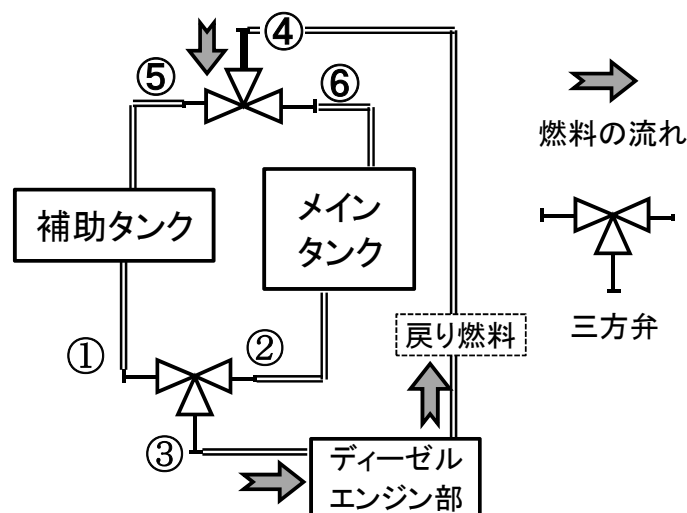 ④
⑤
⑥
燃料の流れ
補助タンク
メイン
タンク
三方弁
戻り燃料
①
②
③
ディーゼル
エンジン部